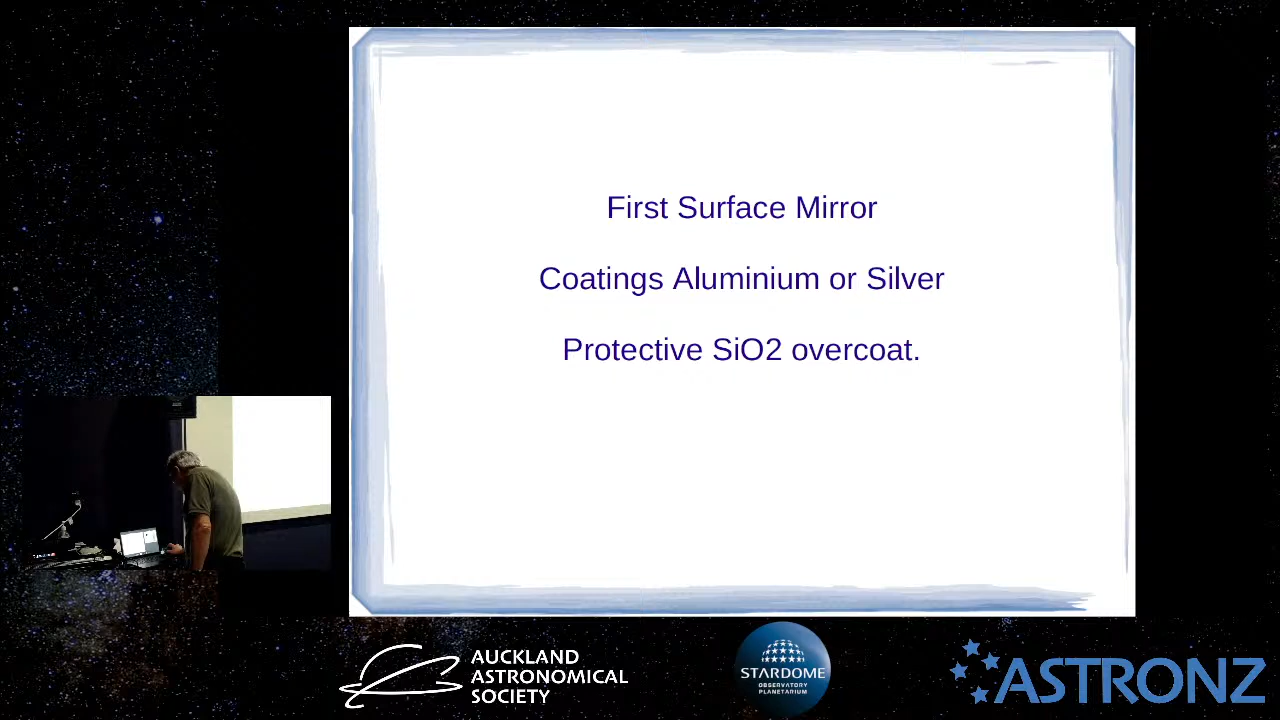 First Surface Mirror
Coatings Aluminium or Silver
Protective SiO2 overcoat.
AUCKLAND
ASTRONOMICAL
SOCIETY
STARDOME
OBSERVATORY
PLANETARIUM
ASTRONZ